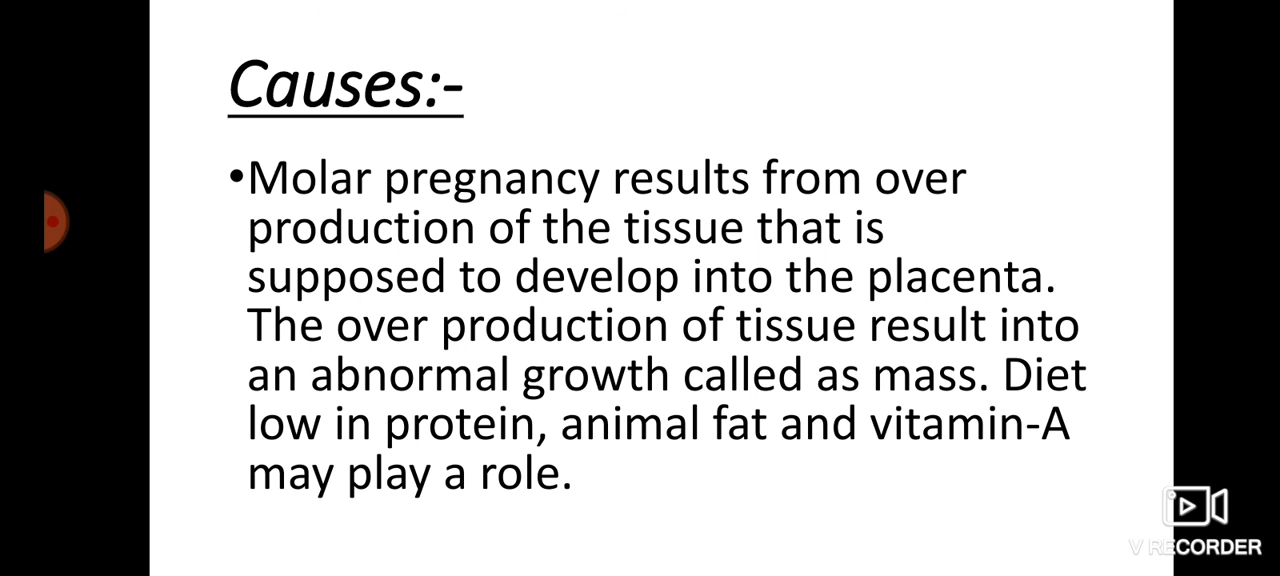 Causes:-
•Molar pregnancy results from over
production of the tissue that is
supposed to develop into the placenta.
The over production of tissue result into
an abnormal growth called as mass. Diet
low in protein, animal fat and vitamin-A
may play a role.
V RECORDER